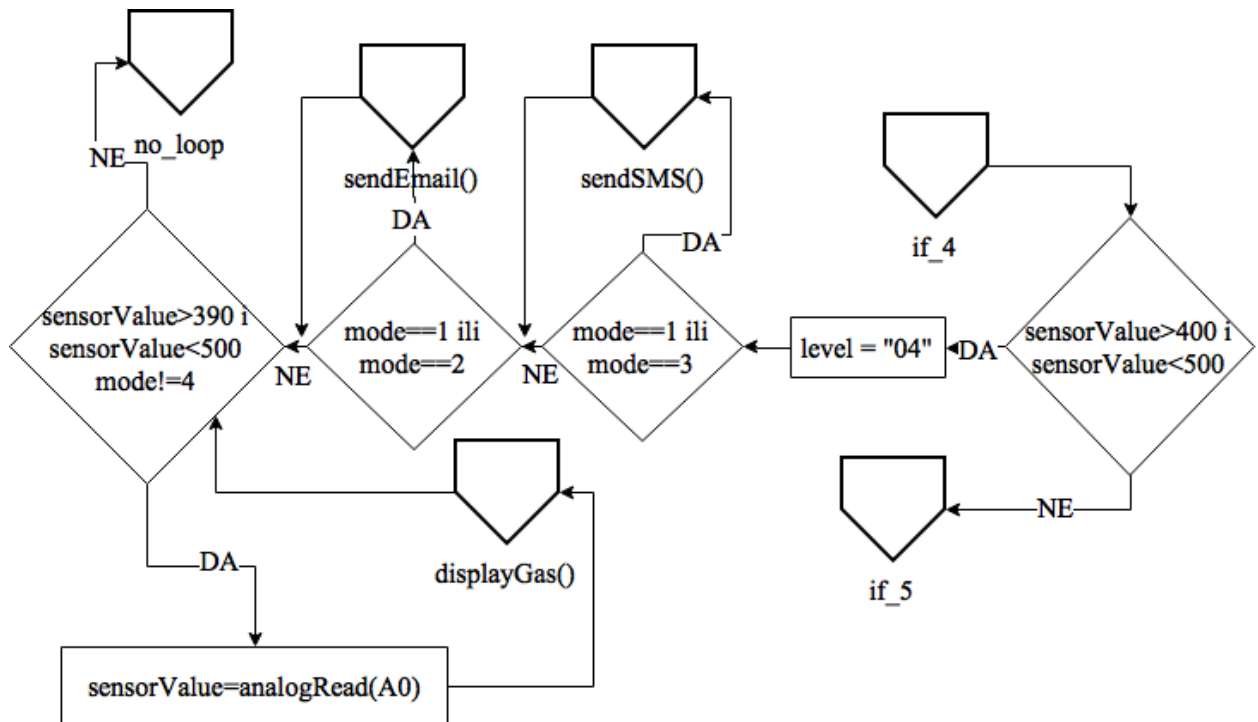 no_loop
NE
sendEmail()
DA
sendSMS()
DA
if_4
sensorValue>390 i
sensorValue<500
mode!=4
NE
mode==1 ili
mode==2
NE
mode==1 ili
mode==3
level = "04"
DA
sensorValue>400 i
sensorValue<500
DA
displayGas()
NE
if_5
sensorValue=analogRead(A0)